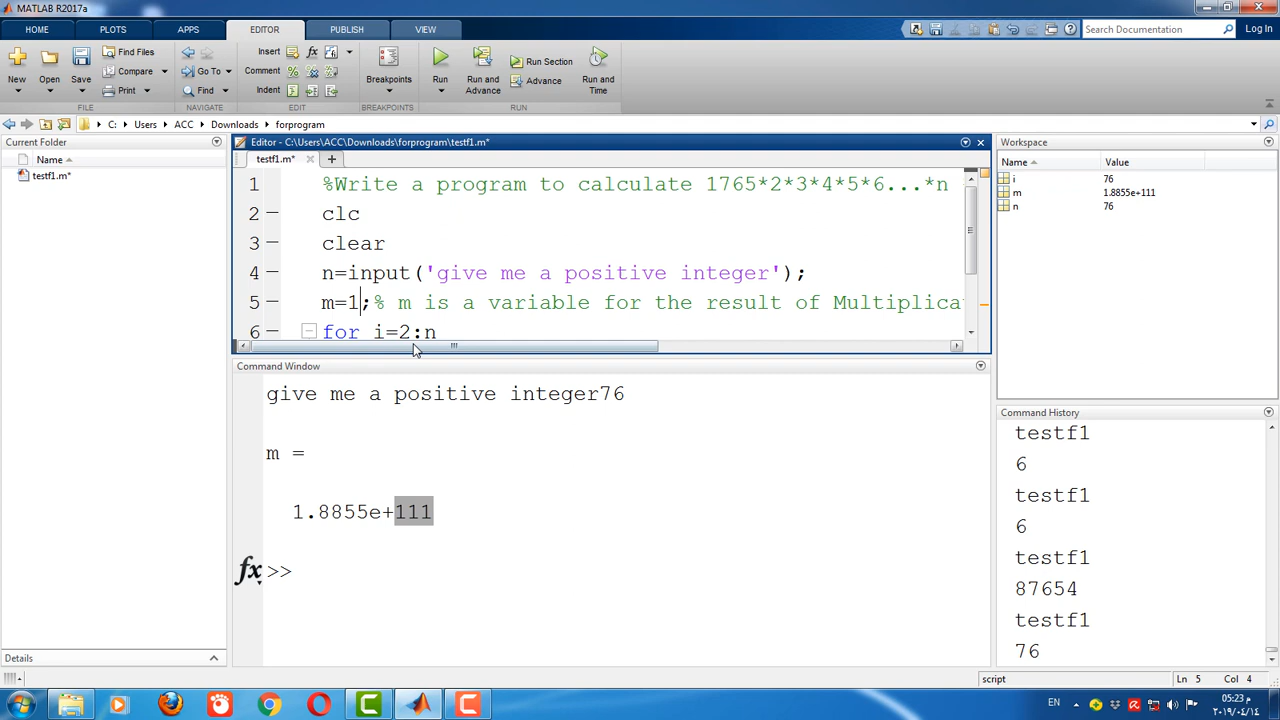 MATLAB R2017a
HOME PLOTS APPS EDITOR PUBLISH VIEW Search Documentation Log In
New Open Save Find Files Compare Print
Go To Find
Insert fx
Comment
Indent
Breakpoints
Run Run and Advance Run Section Advance Run and Time
FILE NAVIGATE EDIT BREAKPOINTS RUN
C: Users ACC Downloads forprogram
Current Folder
Name
testf1.m*
Details
Editor - C:\Users\ACC\Downloads\forprogram\testf1.m*
testf1.m*
1 %Write a program to calculate 1765*2*3*4*5*6...*n
2 clc
3 clear
4 n=input('give me a positive integer');
5 m=1;% m is a variable for the result of Multiplica
6 for i=2:n
Command Window
give me a positive integer76
m =
1.8855e+111
fx >>
Workspace
Name Value
i 76
m 1.8855e+111
n 76
Command History
testf1
6
testf1
6
testf1
87654
testf1
76
script Ln 5 Col 4
EN 05:23 م
٢٠١٩/٠٤/١٤